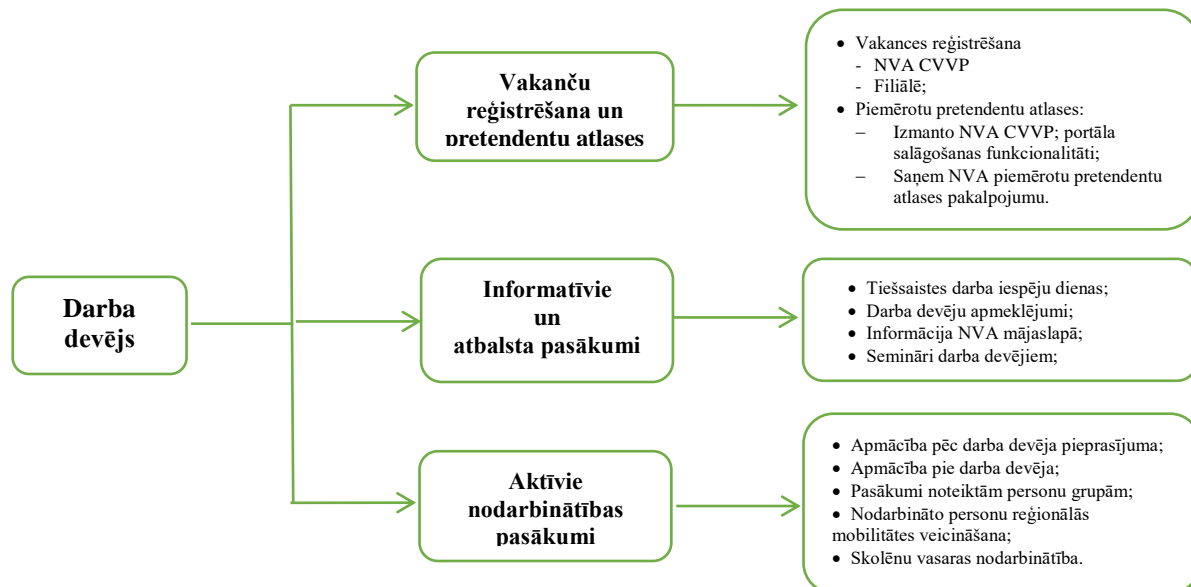 Darba
devējs
Vakanču
reģistrēšana un
pretendentu atlases
• Vakances reģistrēšana
- NVA CVVP
- Filiālē;
• Piemērotu pretendentu atlases:
– Izmanto NVA CVVP; portāla
salāgošanas funkcionalitāti;
– Saņem NVA piemērotu pretendentu
atlases pakalpojumu.
Informatīvie
un
atbalsta pasākumi
• Tiešsaistes darba iespēju dienas;
• Darba devēju apmeklējumi;
• Informācija NVA mājaslapā;
• Semināri darba devējiem;
Aktīvie
nodarbinātības
pasākumi
• Apmācība pēc darba devēja pieprasījuma;
• Apmācība pie darba devēja;
• Pasākumi noteiktām personu grupām;
• Nodarbināto personu reģionālās
mobilitātes veicināšana;
• Skolēnu vasaras nodarbinātība.